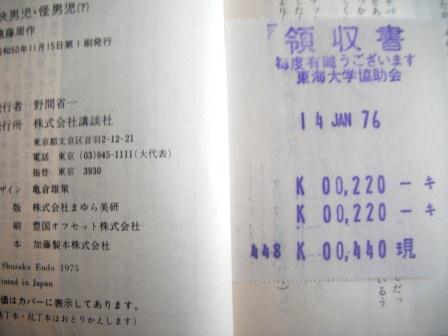 快男児・怪男児(下)
遠藤周作
昭和50年11月15日第1刷発行
発行者 野間省一
発行所 株式会社講談社
東京都文京区音羽2-12-21
電話 東京 (03)945-1111(大代表)
振替 東京 3930
デザイン 亀倉雄策
版 株式会社まゆら美研
印刷 豊国オフセット株式会社
製本 加藤製本株式会社
Shusaku Endo 1975
Printed in Japan
定価はカバーに表示してあります。
落丁本・乱丁本はおとりかえします)
領収書
毎度有難うございます
東海大学協助会
14 JAN 76
K 00,220 ーキ
K 00,220 ーキ
448 K 00,440 現